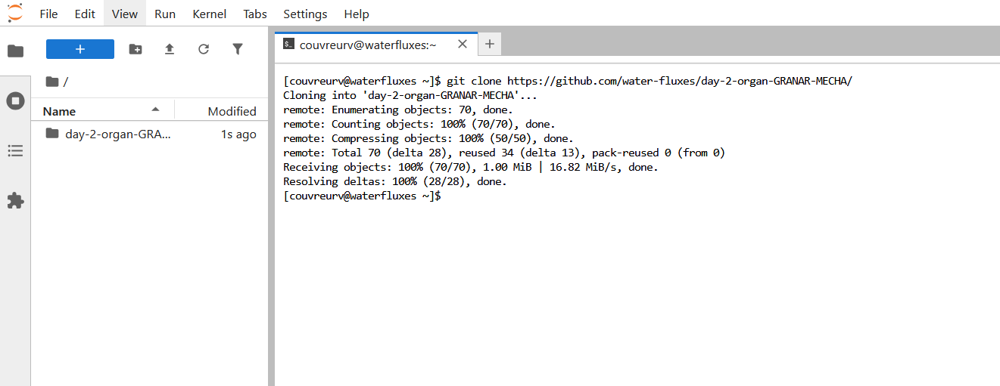 File Edit View Run Kernel Tabs Settings Help
+
/
Name Modified
day-2-organ-GRA... 1s ago
$_ couvreurv@waterfluxes:~ × +
[couvreurv@waterfluxes ~]$ git clone https://github.com/water-fluxes/day-2-organ-GRANAR-MECHA/
Cloning into 'day-2-organ-GRANAR-MECHA'...
remote: Enumerating objects: 70, done.
remote: Counting objects: 100% (70/70), done.
remote: Compressing objects: 100% (50/50), done.
remote: Total 70 (delta 28), reused 34 (delta 13), pack-reused 0 (from 0)
Receiving objects: 100% (70/70), 1.00 MiB | 16.82 MiB/s, done.
Resolving deltas: 100% (28/28), done.
[couvreurv@waterfluxes ~]$